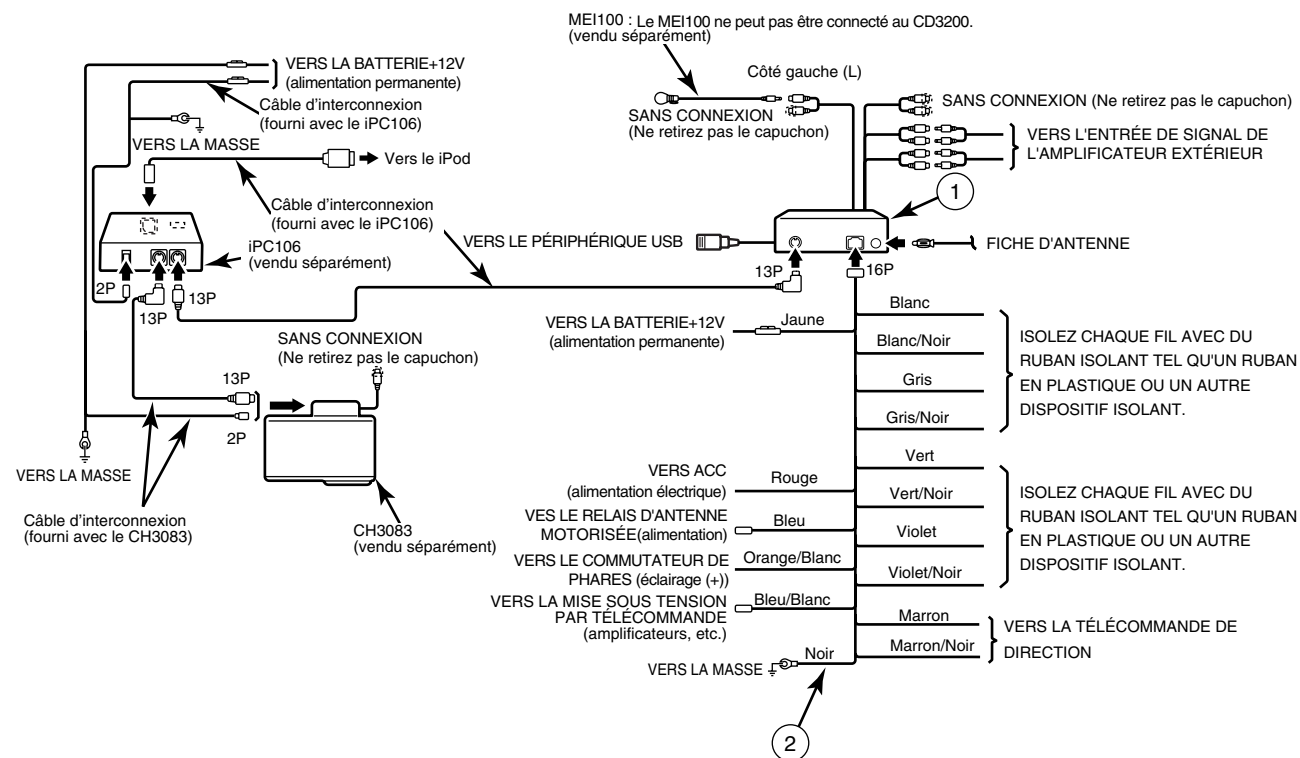 MEI100 : Le MEI100 ne peut pas être connecté au CD3200.
(vendu séparément)
VERS LA BATTERIE+12V
(alimentation permanente)
Câble d'interconnexion
(fourni avec le iPC106)
VERS LA MASSE
Vers le iPod
Câble d'interconnexion
(fourni avec le iPC106)
iPC106
(vendu séparément)
2P
13P
13P
SANS CONNEXION
(Ne retirez pas le capuchon)
13P
2P
VERS LA MASSE
Câble d'interconnexion
(fourni avec le CH3083)
CH3083
(vendu séparément)
Côté gauche (L)
SANS CONNEXION
(Ne retirez pas le capuchon)
SANS CONNEXION (Ne retirez pas le capuchon)
VERS L'ENTRÉE DE SIGNAL DE
L'AMPLIFICATEUR EXTÉRIEUR
1
VERS LE PÉRIPHÉRIQUE USB
FICHE D'ANTENNE
13P
16P
VERS LA BATTERIE+12V
(alimentation permanente)
Jaune
Blanc
Blanc/Noir
Gris
Gris/Noir
ISOLEZ CHAQUE FIL AVEC DU
RUBAN ISOLANT TEL QU'UN RUBAN
EN PLASTIQUE OU UN AUTRE
DISPOSITIF ISOLANT.
VERS ACC
(alimentation électrique)
Rouge
VES LE RELAIS D'ANTENNE
MOTORISÉE(alimentation)
Bleu
VERS LE COMMUTATEUR DE
PHARES (éclairage (+))
Orange/Blanc
VERS LA MISE SOUS TENSION
PAR TÉLÉCOMMANDE
(amplificateurs, etc.)
Bleu/Blanc
VERS LA MASSE
Noir
Vert
Vert/Noir
Violet
Violet/Noir
ISOLEZ CHAQUE FIL AVEC DU
RUBAN ISOLANT TEL QU'UN RUBAN
EN PLASTIQUE OU UN AUTRE
DISPOSITIF ISOLANT.
Marron
Marron/Noir
VERS LA TÉLÉCOMMANDE DE
DIRECTION
2